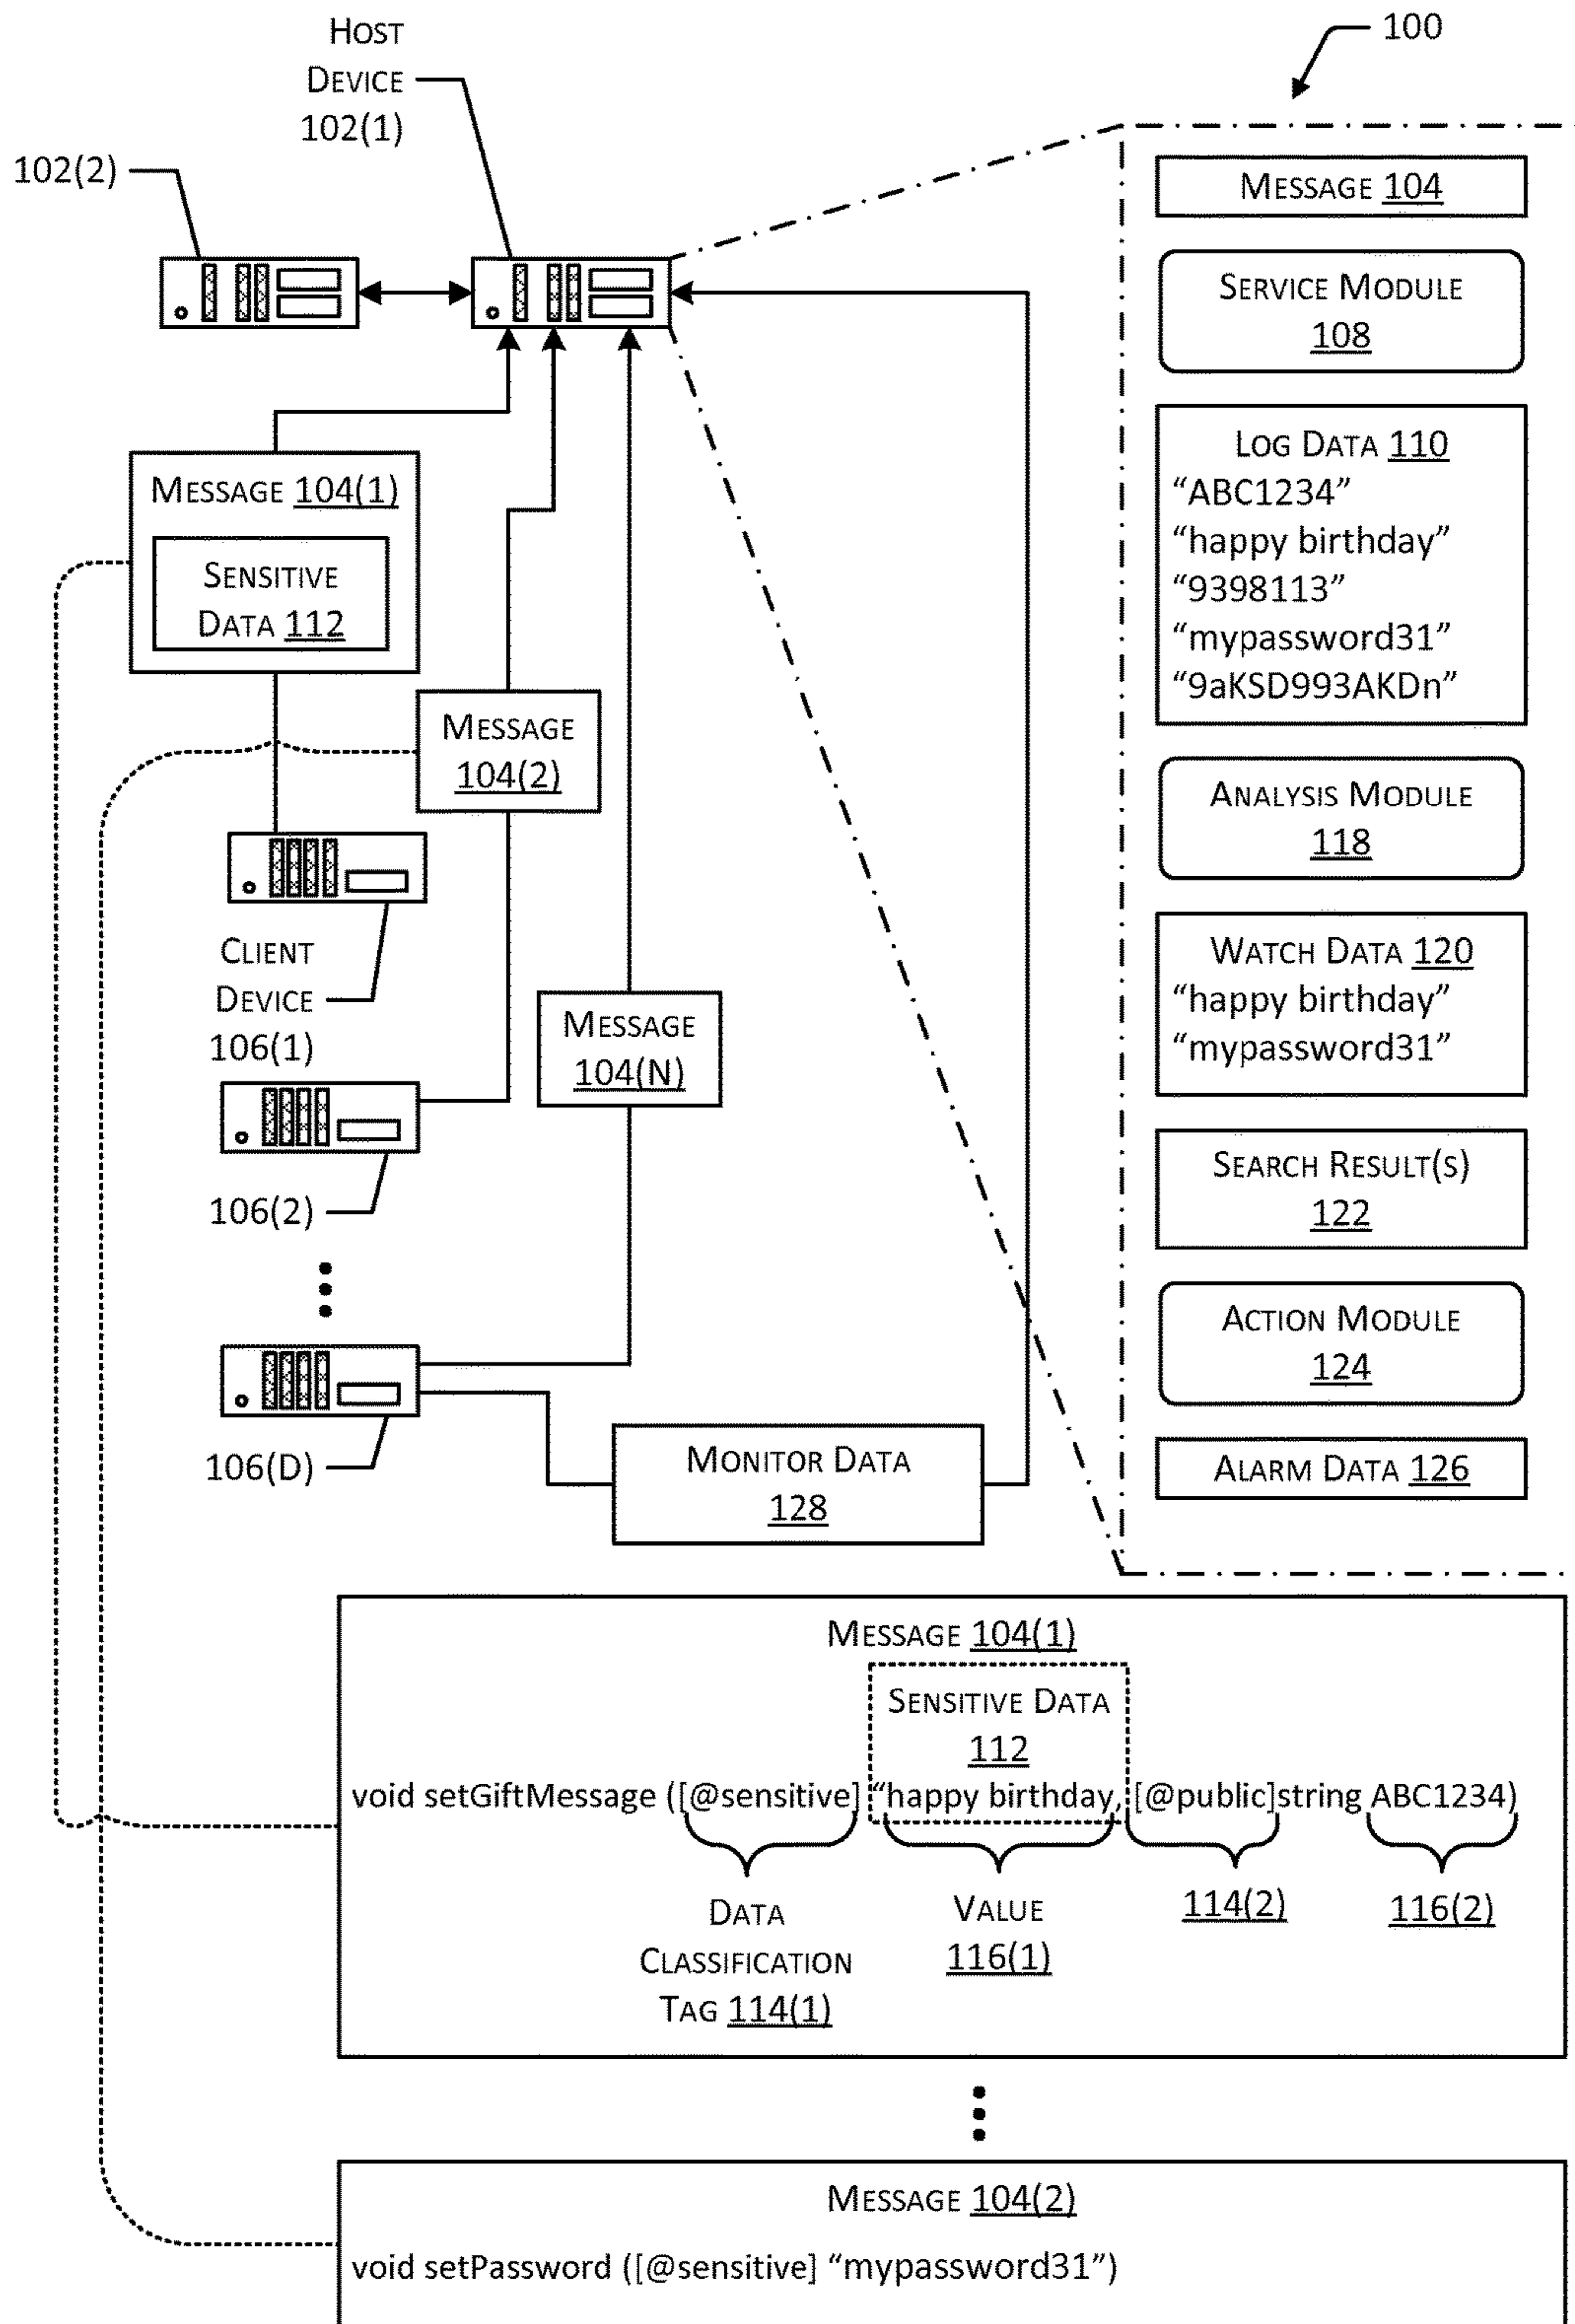 100
HOST
DEVICE
102(1)
102(2)
MESSAGE 104
SERVICE MODULE
108
LOG DATA 110
“ABC1234”
“happy birthday”
“9398113”
“mypassword31”
“9aKSD993AKDn”
ANALYSIS MODULE
118
WATCH DATA 120
“happy birthday”
“mypassword31”
SEARCH RESULT(S)
122
ACTION MODULE
124
ALARM DATA 126
MESSAGE 104(1)
SENSITIVE
DATA 112
MESSAGE
104(2)
CLIENT
DEVICE
106(1)
MESSAGE
104(N)
106(2)
106(D)
MONITOR DATA
128
MESSAGE 104(1)
SENSITIVE DATA
112
void setGiftMessage ([@sensitive] “happy birthday, [@public]string ABC1234)
DATA
CLASSIFICATION
TAG 114(1)
VALUE
116(1)
114(2)
116(2)
MESSAGE 104(2)
void setPassword ([@sensitive] “mypassword31”)